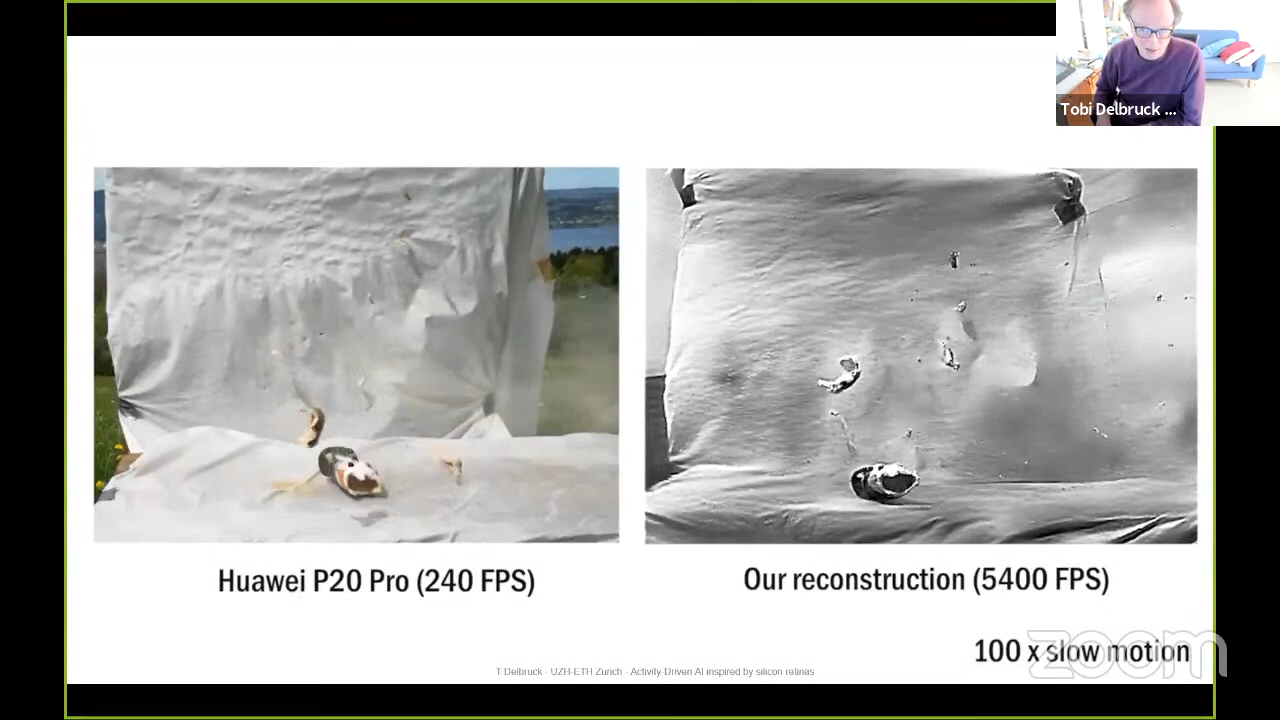 Tobi Delbruck ...
Huawei P20 Pro (240 FPS)
Our reconstruction (5400 FPS)
100 x slow motion
zoom
T Delbruck - UZH-ETH Zurich - Activity-Driven AI inspired by silicon retinas